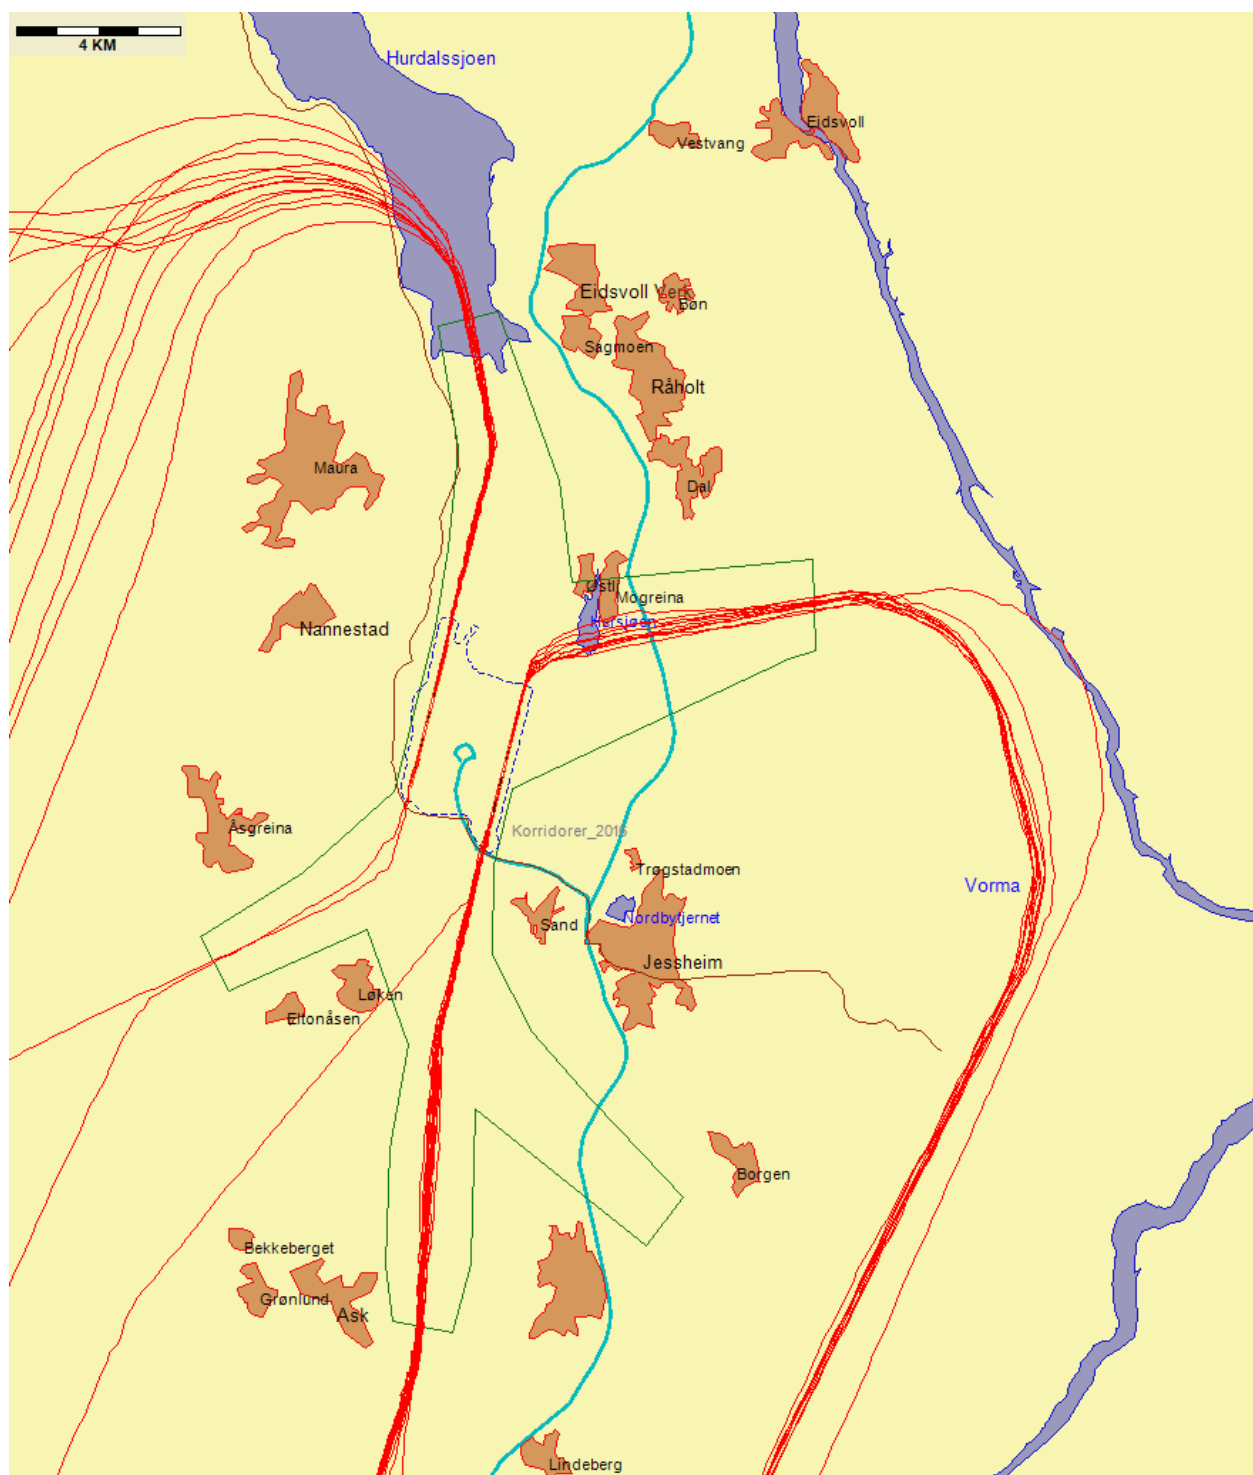 4 KM
Hurdalssjoen
Eidsvoll
Vestvang
Eidsvoll Verk
Bøn
Sagmoen
Råholt
Maura
Dal
Østli
Mogreina
Hersjøen
Nannestad
Åsgreina
Korridorer_2016
Trøgstadmoen
Vorma
Nordbytjernet
Sand
Jessheim
Løken
Eltonåsen
Borgen
Bekkeberget
Grønlund
Ask
Lindeberg